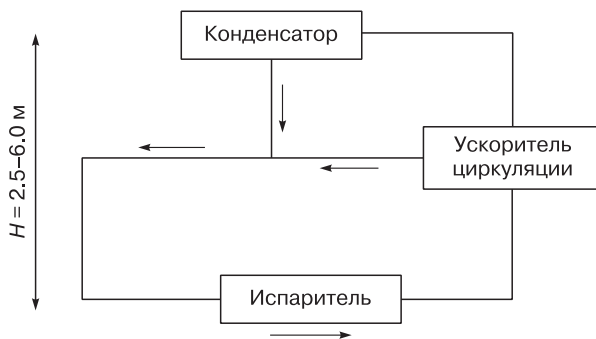 Конденсатор
Ускоритель
циркуляции
H = 2.5–6.0 м
Испаритель